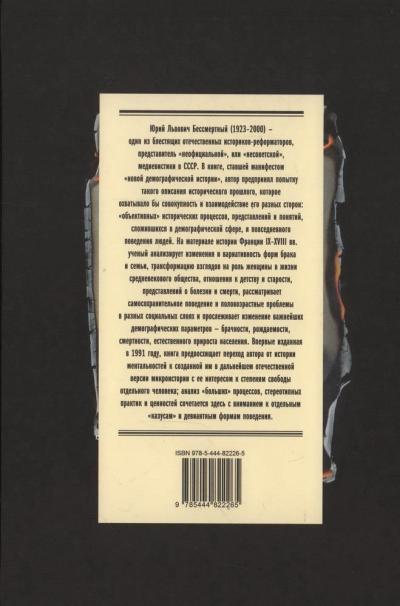 Юрий Львович Бессмертный (1923–2000) –
один из блестящих отечественных историков-реформаторов,
представитель «неофициальной», или «несоветской»,
медиевистики в СССР. В книге, ставшей манифестом
«новой демографической истории», автор предпринял попытку
такого описания исторического прошлого, которое
охватывало бы совокупность и взаимодействие его разных сторон:
«объективных» исторических процессов, представлений и понятий,
сложившихся в демографической сфере, и повседневного
поведения людей. На материале истории Франции IX–XVIII вв.
ученый анализирует изменения и вариативность форм брака
и семьи, трансформацию взглядов на роль женщины в жизни
средневекового общества, отношения к детству и старости,
представлений о болезни и смерти, рассматривает
самосохранительное поведение и половозрастные проблемы
в разных социальных слоях и прослеживает изменение важнейших
демографических параметров – брачности, рождаемости,
смертности, естественного прироста населения. Впервые изданная
в 1991 году, книга предвосхищает переход автора от истории
ментальностей к созданной им в дальнейшем отечественной
версии микроистории с ее интересом к степеням свободы
отдельного человека; анализ «больших» процессов, стереотипных
практик и ценностей сочетается здесь с вниманием к отдельным
«казусам» и девиантным формам поведения.
ISBN 978-5-444-82226-5
9 785444 822265